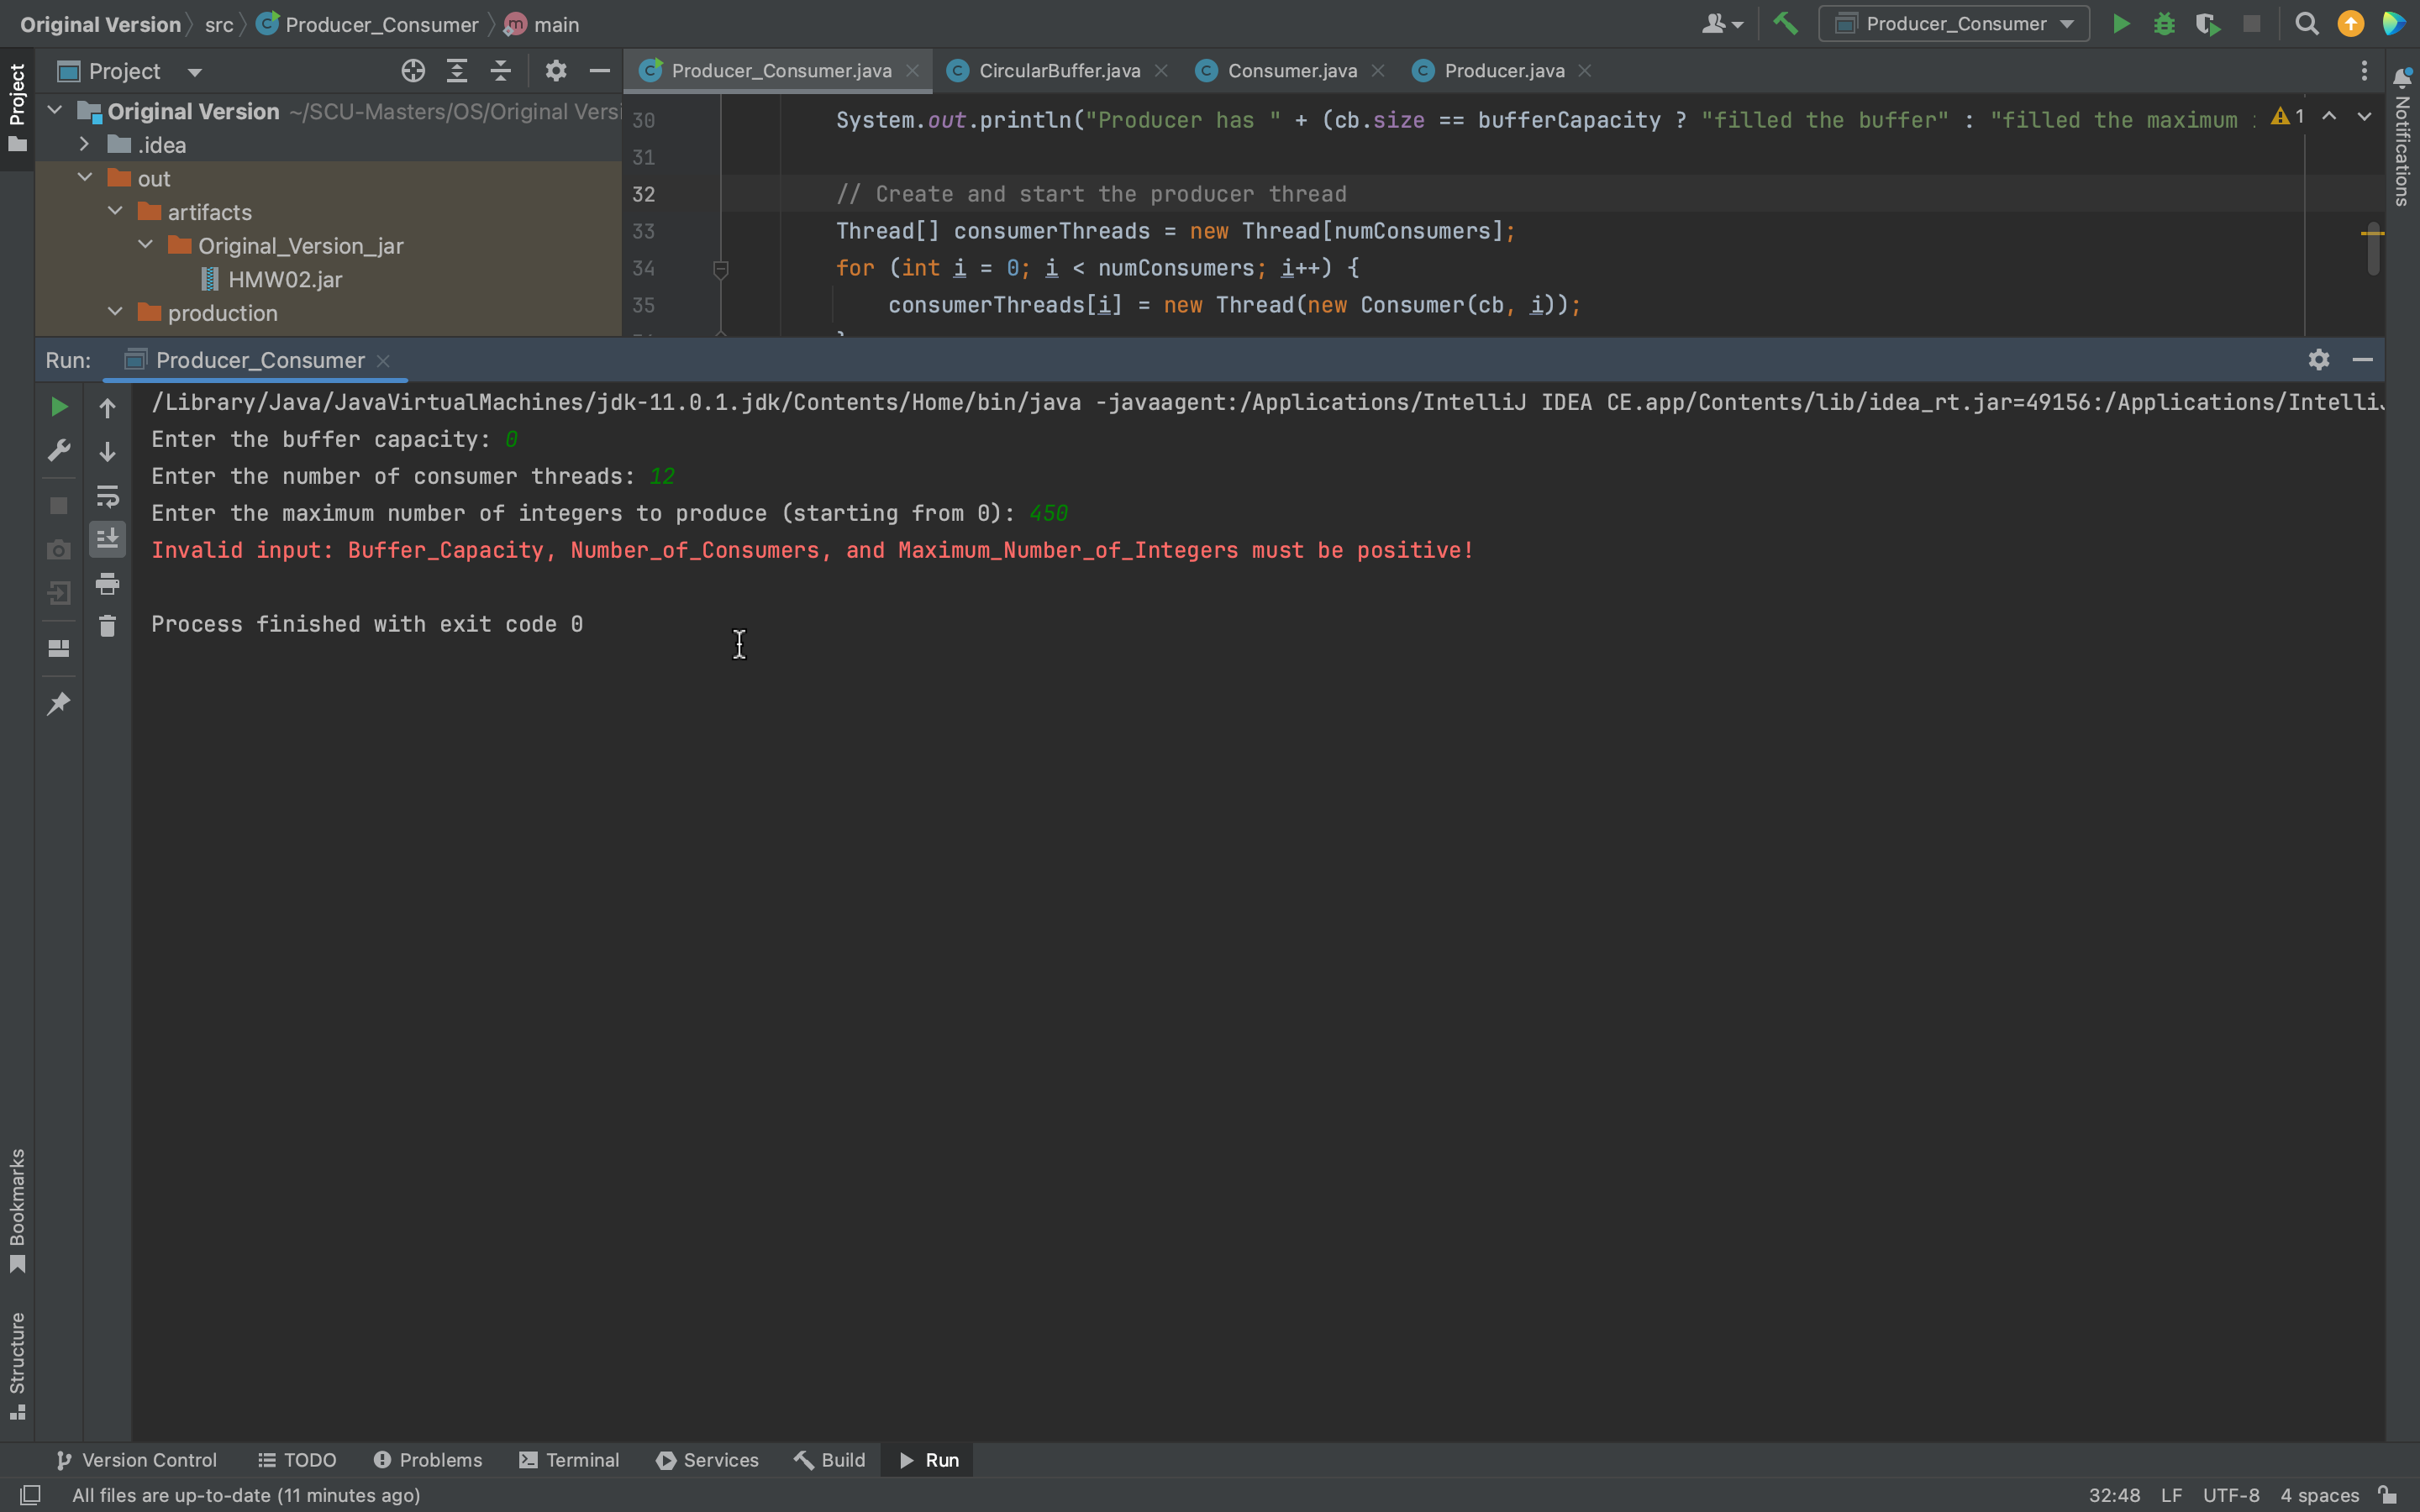 Original Version src Producer_Consumer main
Producer_Consumer
Project
Producer_Consumer.java CircularBuffer.java Consumer.java Producer.java
Project
Notifications
Original Version ~/SCU-Masters/OS/Original Versi
.idea
out
artifacts
Original_Version_jar
HMW02.jar
production
30 System.out.println("Producer has " + (cb.size == bufferCapacity ? "filled the buffer" : "filled the maximum : 1
31
32 // Create and start the producer thread
33 Thread[] consumerThreads = new Thread[numConsumers];
34 for (int i = 0; i < numConsumers; i++) {
35 consumerThreads[i] = new Thread(new Consumer(cb, i));
Run: Producer_Consumer
/Library/Java/JavaVirtualMachines/jdk-11.0.1.jdk/Contents/Home/bin/java -javaagent:/Applications/IntelliJ IDEA CE.app/Contents/lib/idea_rt.jar=49156:/Applications/IntelliJ
Enter the buffer capacity: 0
Enter the number of consumer threads: 12
Enter the maximum number of integers to produce (starting from 0): 450
Invalid input: Buffer_Capacity, Number_of_Consumers, and Maximum_Number_of_Integers must be positive!
Process finished with exit code 0
Bookmarks
Structure
Version Control TODO Problems Terminal Services Build Run
All files are up-to-date (11 minutes ago) 32:48 LF UTF-8 4 spaces